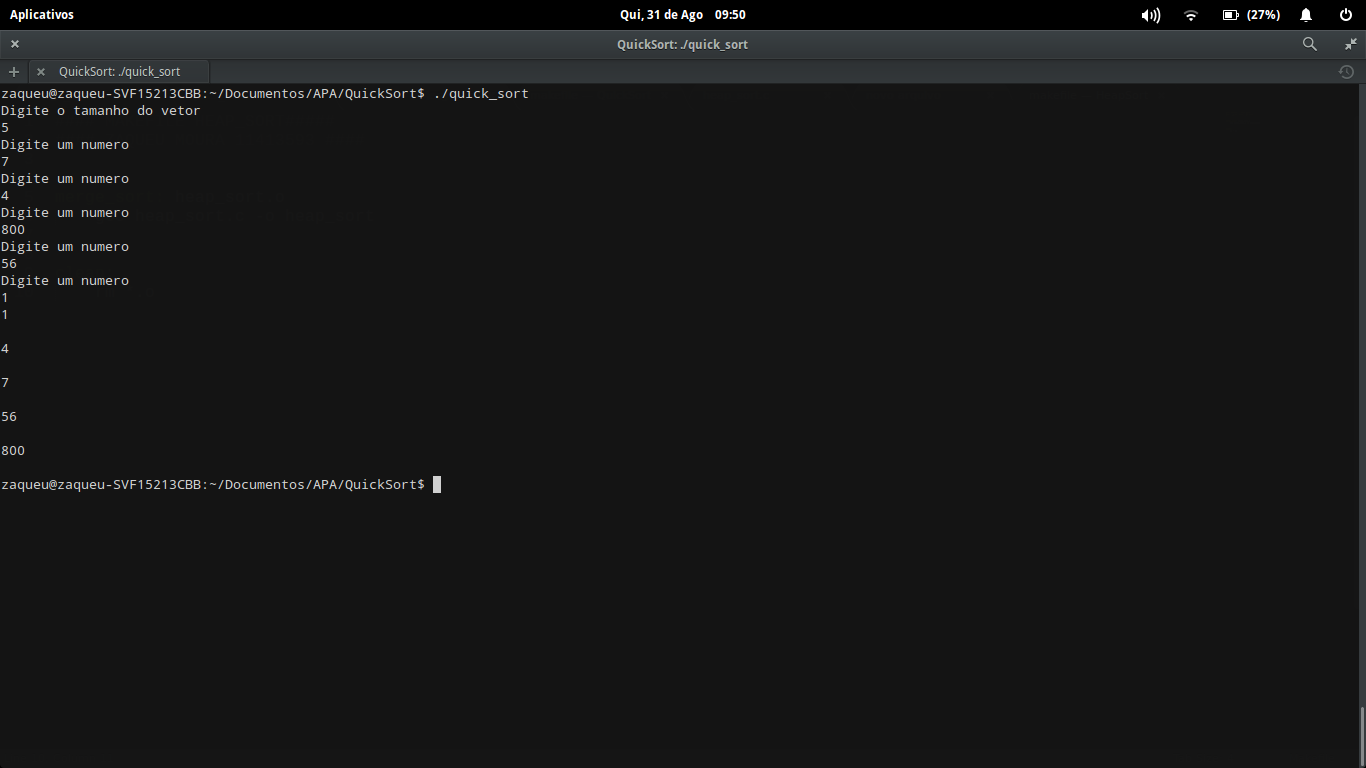 Aplicativos Qui, 31 de Ago 09:50 (27%)
QuickSort: ./quick_sort
QuickSort: ./quick_sort
zaqueu@zaqueu-SVF15213CBB:~/Documentos/APA/QuickSort$ ./quick_sort
Digite o tamanho do vetor
5
Digite um numero
7
Digite um numero
4
Digite um numero
800
Digite um numero
56
Digite um numero
1
1
4
7
56
800
zaqueu@zaqueu-SVF15213CBB:~/Documentos/APA/QuickSort$